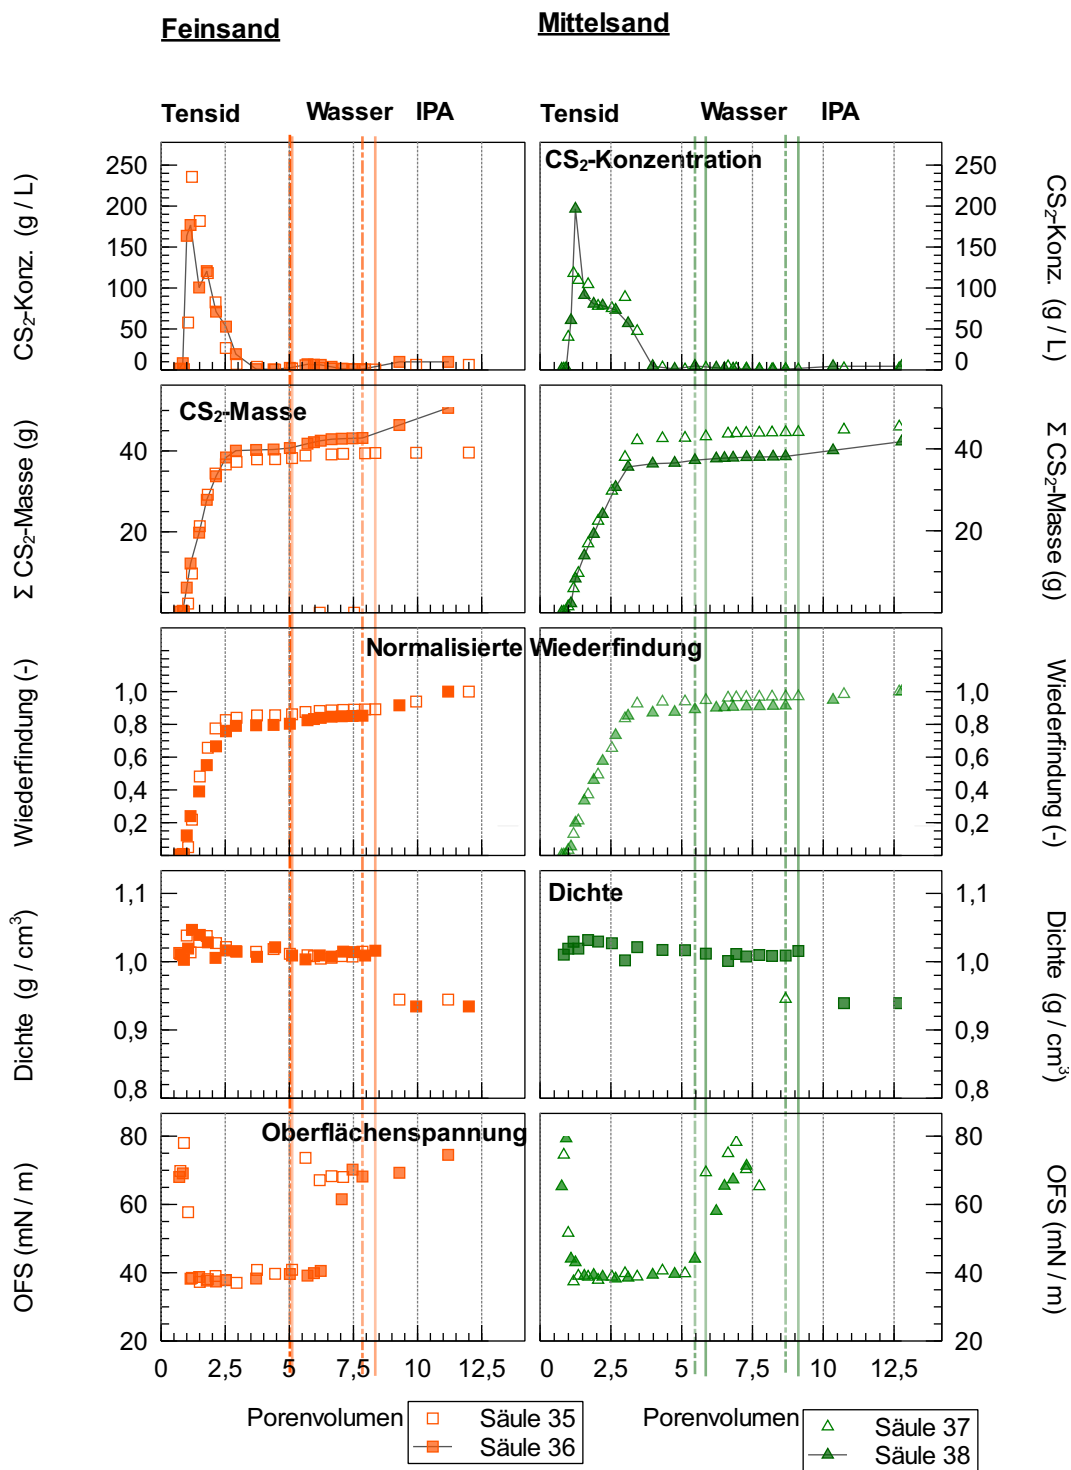 Feinsand Mittelsand
Tensid Wasser IPA Tensid Wasser IPA
CS₂-Konzentration
CS₂-Konz. (g / L)
250
200
150
100
50
0
250
200
150
100
50
0
CS₂-Konz. (g / L)
CS₂-Masse
Σ CS₂-Masse (g)
40
20
40
20
Σ CS₂-Masse (g)
Normalisierte Wiederfindung
Wiederfindung (-)
1,0
0,8
0,6
0,4
0,2
1,0
0,8
0,6
0,4
0,2
Wiederfindung (-)
Dichte
Dichte (g / cm³)
1,1
1,0
0,9
0,8
1,1
1,0
0,9
0,8
Dichte (g / cm³)
Oberflächenspannung
OFS (mN / m)
80
60
40
20
80
60
40
20
OFS (mN / m)
0 2,5 5 7,5 10 12,5 0 2,5 5 7,5 10 12,5
Porenvolumen Porenvolumen
Säule 35
Säule 36
Säule 37
Säule 38